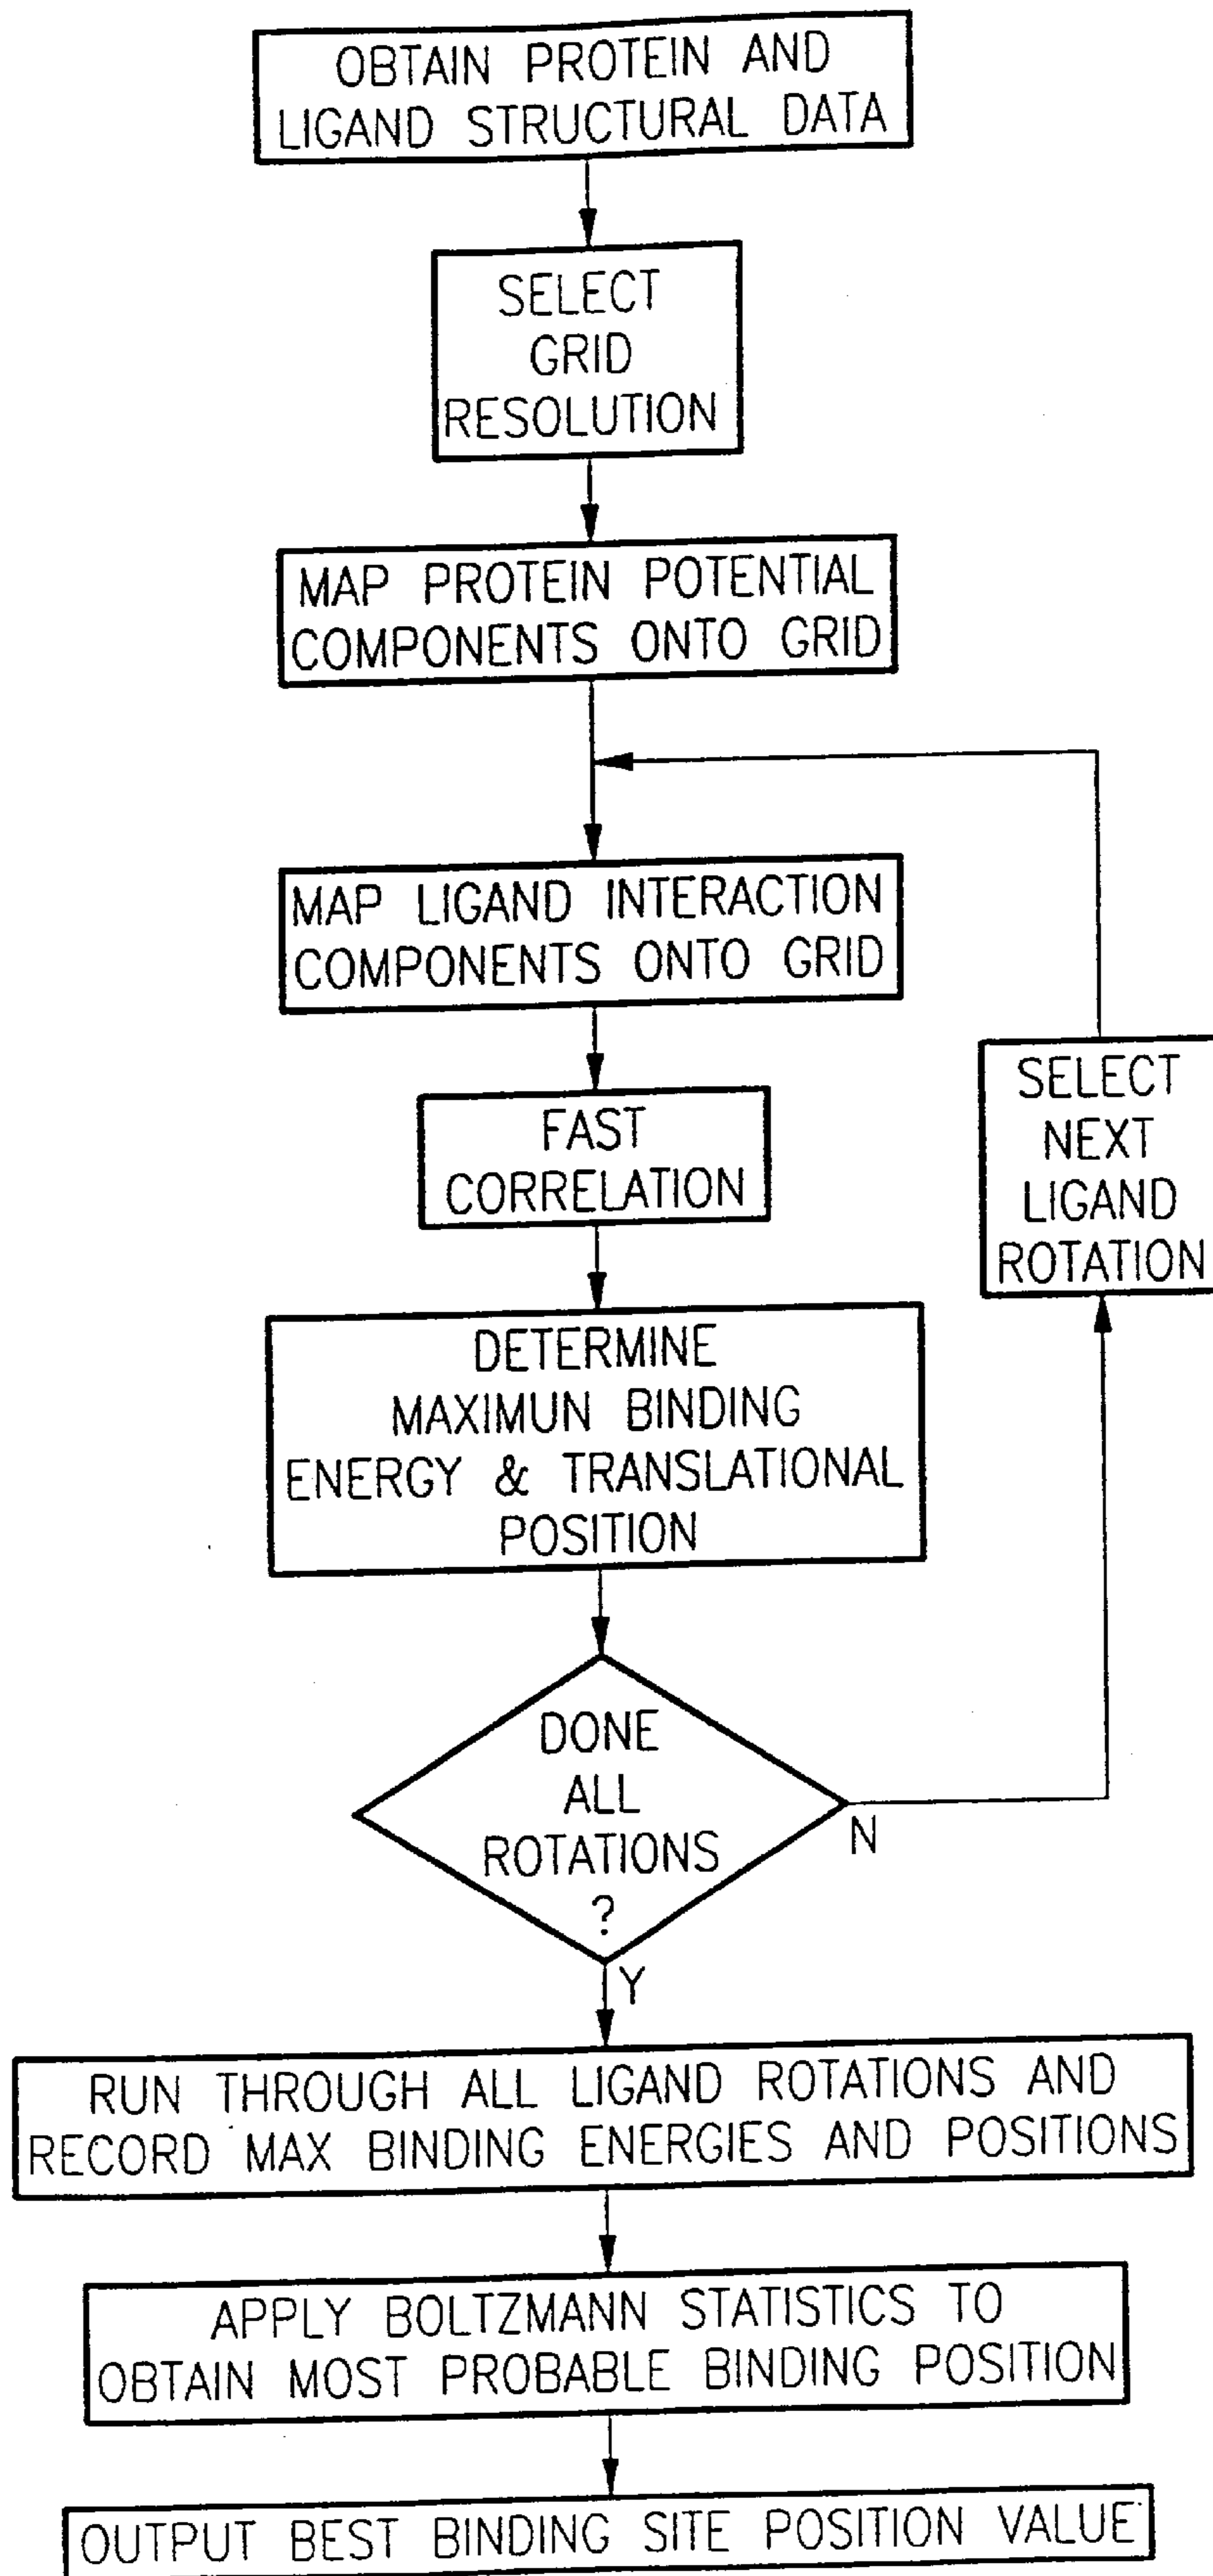 OBTAIN PROTEIN AND
LIGAND STRUCTURAL DATA
SELECT
GRID
RESOLUTION
MAP PROTEIN POTENTIAL
COMPONENTS ONTO GRID
MAP LIGAND INTERACTION
COMPONENTS ONTO GRID
FAST
CORRELATION
SELECT
NEXT
LIGAND
ROTATION
DETERMINE
MAXIMUN BINDING
ENERGY & TRANSLATIONAL
POSITION
DONE
ALL
ROTATIONS
?
N
Y
RUN THROUGH ALL LIGAND ROTATIONS AND
RECORD MAX BINDING ENERGIES AND POSITIONS
APPLY BOLTZMANN STATISTICS TO
OBTAIN MOST PROBABLE BINDING POSITION
OUTPUT BEST BINDING SITE POSITION VALUE